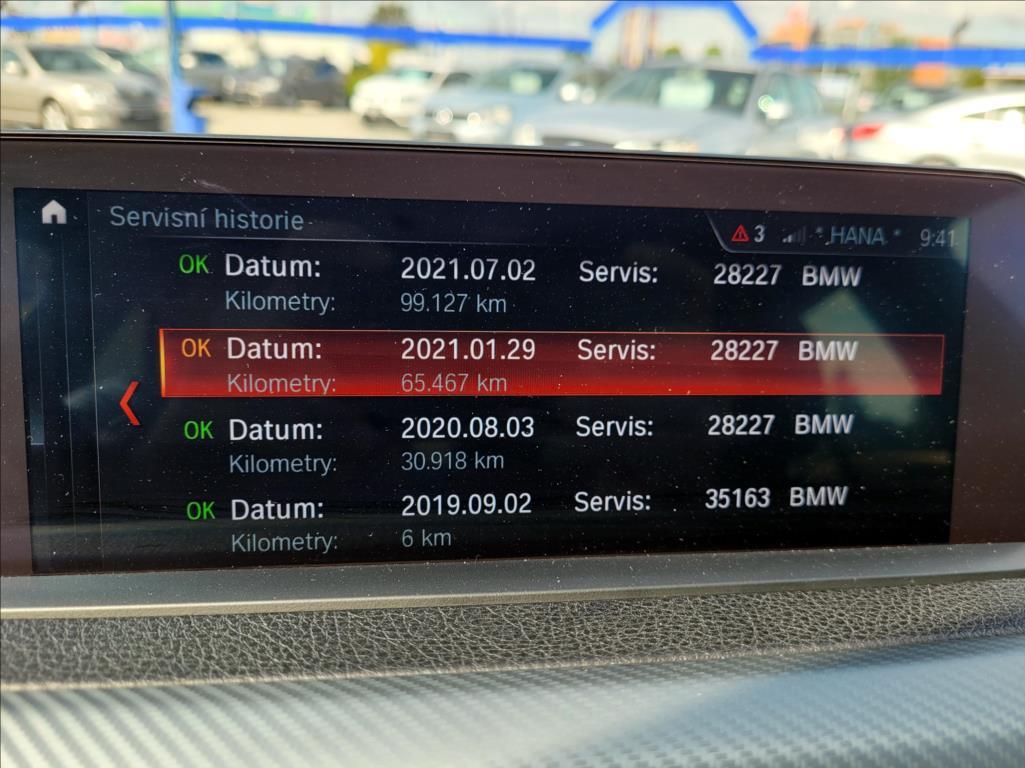 Servisní historie
3 * HANA * 9:41
OK Datum: 2021.07.02 Servis: 28227 BMW
Kilometry: 99.127 km
OK Datum: 2021.01.29 Servis: 28227 BMW
Kilometry: 65.467 km
OK Datum: 2020.08.03 Servis: 28227 BMW
Kilometry: 30.918 km
OK Datum: 2019.09.02 Servis: 35163 BMW
Kilometry: 6 km